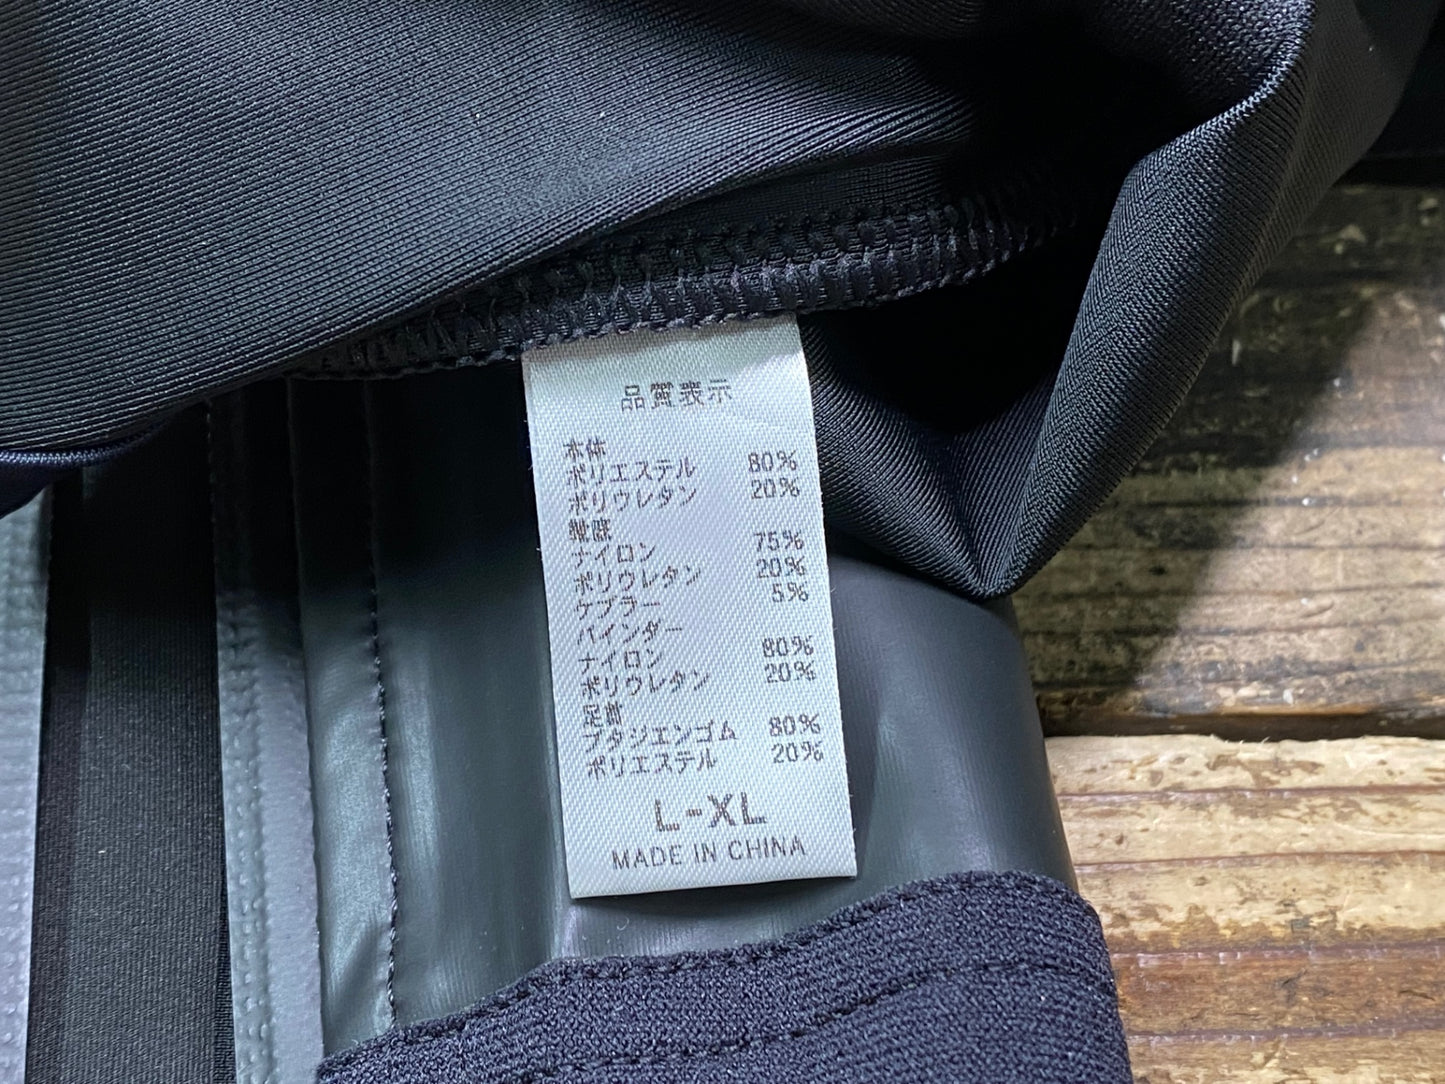 品質表示
本体
ポリエステル 80%
ポリウレタン 20%
靴底
ナイロン 75%
ポリウレタン 20%
ケブラー 5%
バインダー
ナイロン 80%
ポリウレタン 20%
足首
ブタジエンゴム 80%
ポリエステル 20%
L-XL
MADE IN CHINA